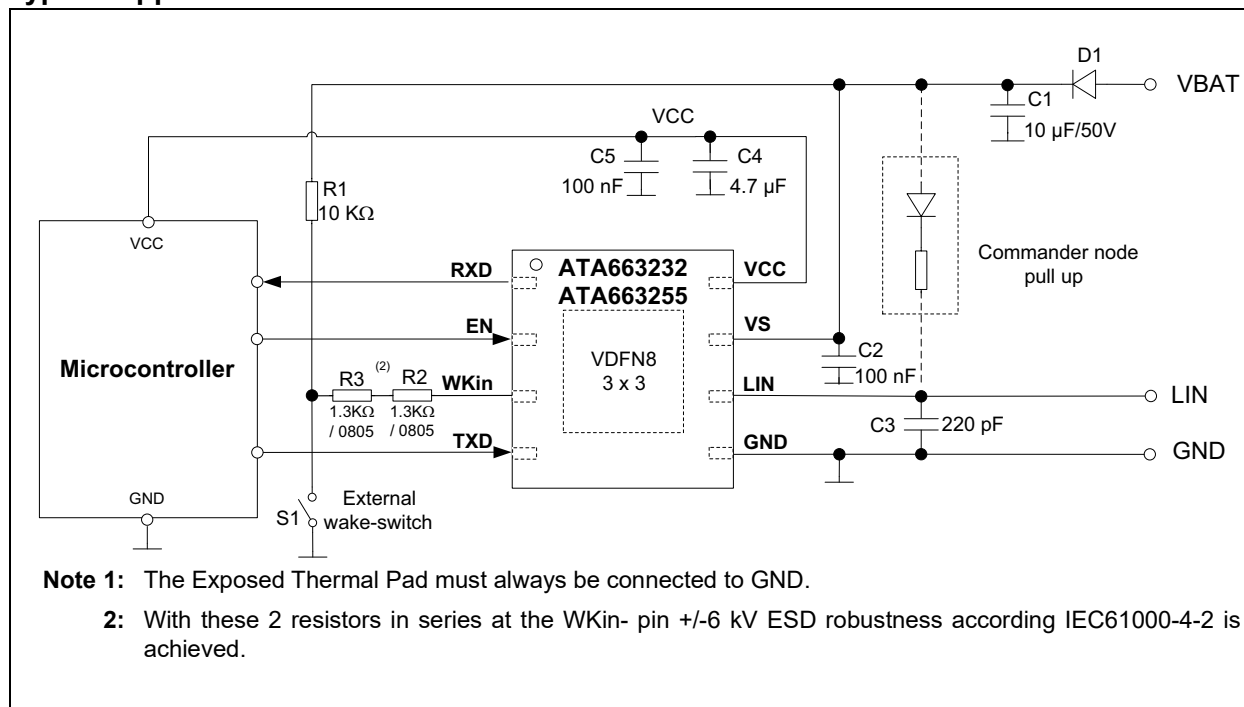 D1
VBAT
C1
10 µF/50V
VCC
C5
100 nF
C4
4.7 µF
R1
10 KΩ
VCC
Commander node
pull up
RXD
ATA663232
ATA663255
VCC
EN
VS
Microcontroller
VDFN8
3 x 3
C2
100 nF
R3
(2)
R2
WKin
LIN
LIN
1.3KΩ
/ 0805
1.3KΩ
/ 0805
C3
220 pF
TXD
GND
GND
GND
S1
External
wake-switch
Note 1: The Exposed Thermal Pad must always be connected to GND.
2: With these 2 resistors in series at the WKin- pin +/-6 kV ESD robustness according IEC61000-4-2 is
achieved.